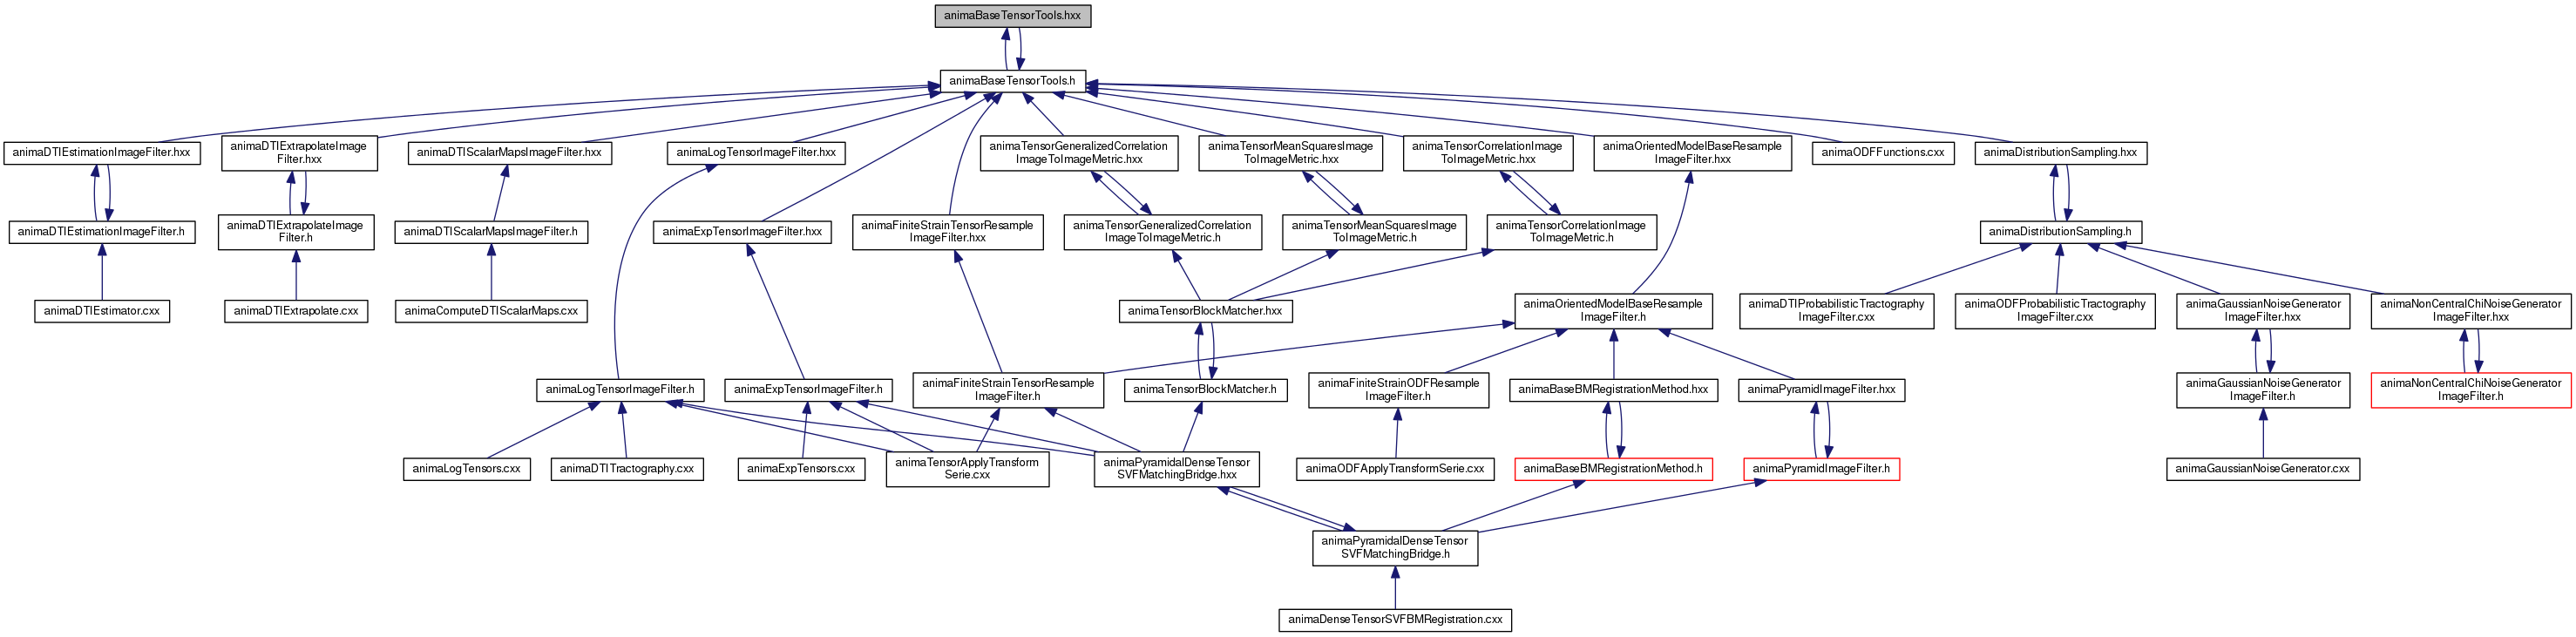 animaBaseTensorTools.hxx
animaBaseTensorTools.h
animaDTIEstimationImageFilter.hxx
animaDTIExtrapolateImage
Filter.hxx
animaDTIScalarMapsImageFilter.hxx
animaLogTensorImageFilter.hxx
animaTensorGeneralizedCorrelation
ImageToImageMetric.hxx
animaTensorMeanSquaresImage
ToImageMetric.hxx
animaTensorCorrelationImage
ToImageMetric.hxx
animaOrientedModelBaseResample
ImageFilter.hxx
animaODFFunctions.cxx
animaDistributionSampling.hxx
animaDTIEstimationImageFilter.h
animaDTIExtrapolateImage
Filter.h
animaDTIScalarMapsImageFilter.h
animaExpTensorImageFilter.hxx
animaFiniteStrainTensorResample
ImageFilter.hxx
animaTensorGeneralizedCorrelation
ImageToImageMetric.h
animaTensorMeanSquaresImage
ToImageMetric.h
animaTensorCorrelationImage
ToImageMetric.h
animaDistributionSampling.h
animaDTIEstimator.cxx
animaDTIExtrapolate.cxx
animaComputeDTIScalarMaps.cxx
animaTensorBlockMatcher.hxx
animaOrientedModelBaseResample
ImageFilter.h
animaDTIProbabilisticTractography
ImageFilter.cxx
animaODFProbabilisticTractography
ImageFilter.cxx
animaGaussianNoiseGenerator
ImageFilter.hxx
animaNonCentralChiNoiseGenerator
ImageFilter.hxx
animaLogTensorImageFilter.h
animaExpTensorImageFilter.h
animaFiniteStrainTensorResample
ImageFilter.h
animaTensorBlockMatcher.h
animaFiniteStrainODFResample
ImageFilter.h
animaBaseBMRegistrationMethod.hxx
animaPyramidImageFilter.hxx
animaGaussianNoiseGenerator
ImageFilter.h
animaNonCentralChiNoiseGenerator
ImageFilter.h
animaLogTensors.cxx
animaDTITractography.cxx
animaExpTensors.cxx
animaTensorApplyTransform
Serie.cxx
animaPyramidalDenseTensor
SVFMatchingBridge.hxx
animaODFApplyTransformSerie.cxx
animaBaseBMRegistrationMethod.h
animaPyramidImageFilter.h
animaGaussianNoiseGenerator.cxx
animaPyramidalDenseTensor
SVFMatchingBridge.h
animaDenseTensorSVFBMRegistration.cxx